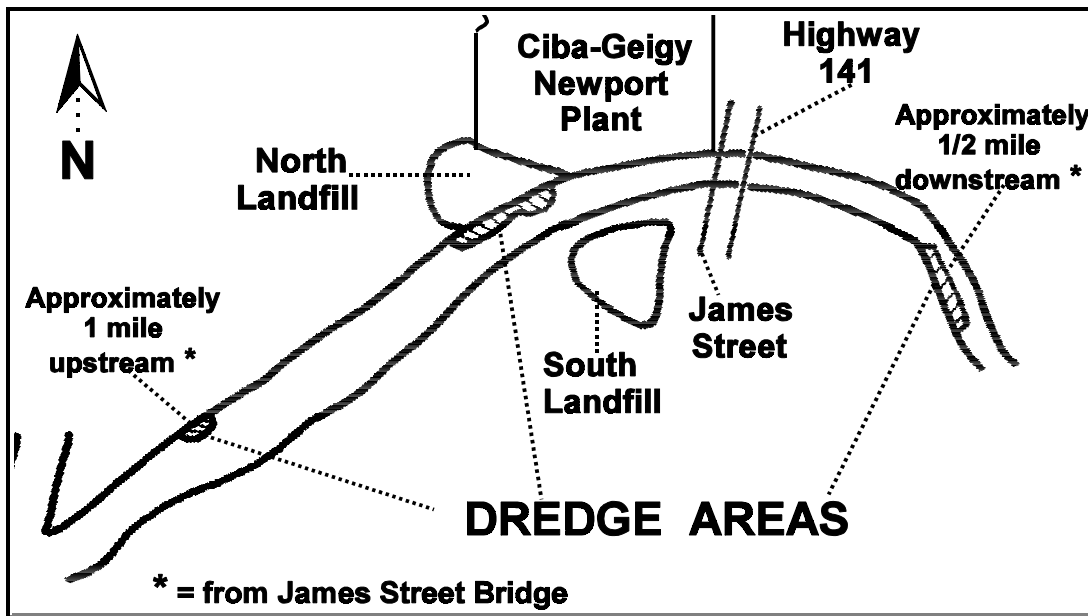 Ciba-Geigy
Newport
Plant
Highway
141
Approximately
1/2 mile
downstream *
N
North
Landfill
Approximately
1 mile
upstream *
James
Street
South
Landfill
DREDGE AREAS
* = from James Street Bridge